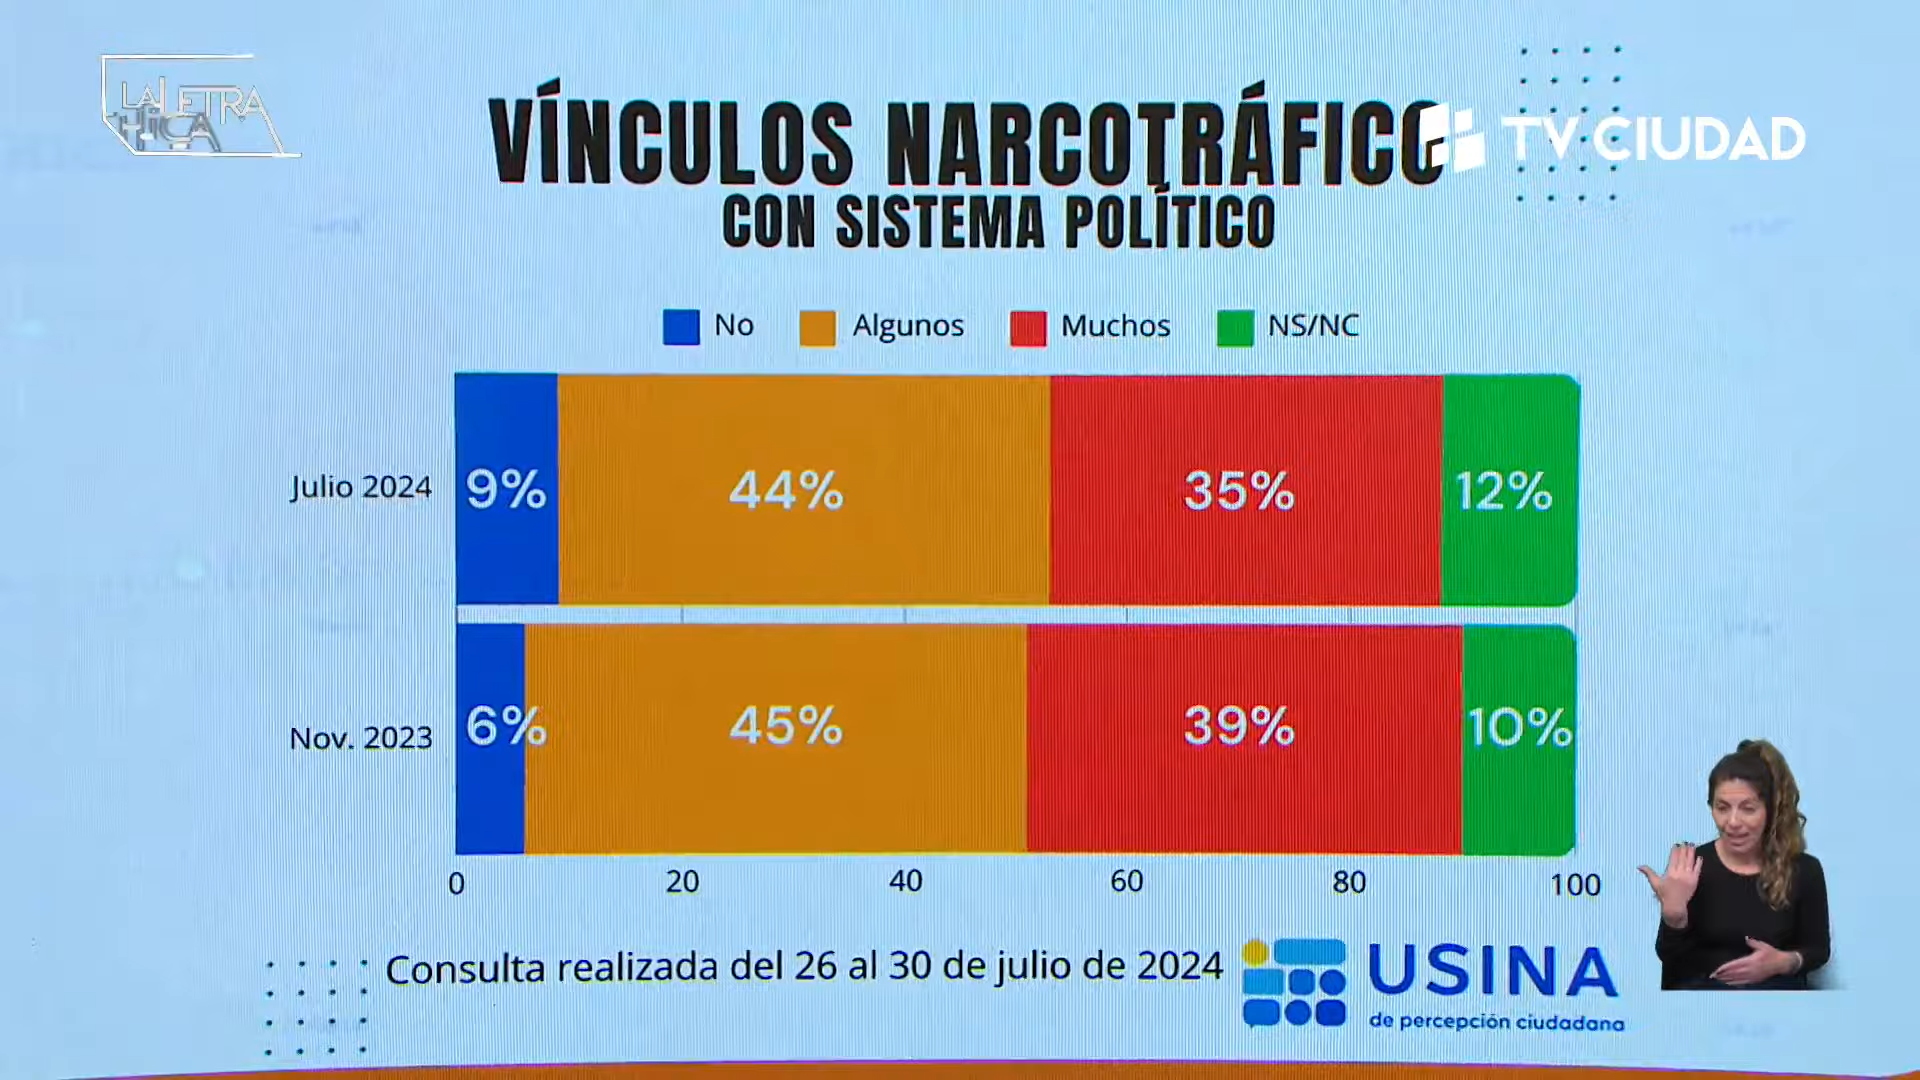 LA LETRA
CHICA
TV CIUDAD
VÍNCULOS NARCOTRÁFICO
CON SISTEMA POLÍTICO
No Algunos Muchos NS/NC
Julio 2024 9% 44% 35% 12%
Nov. 2023 6% 45% 39% 10%
0 20 40 60 80 100
Consulta realizada del 26 al 30 de julio de 2024
USINA
de percepción ciudadana